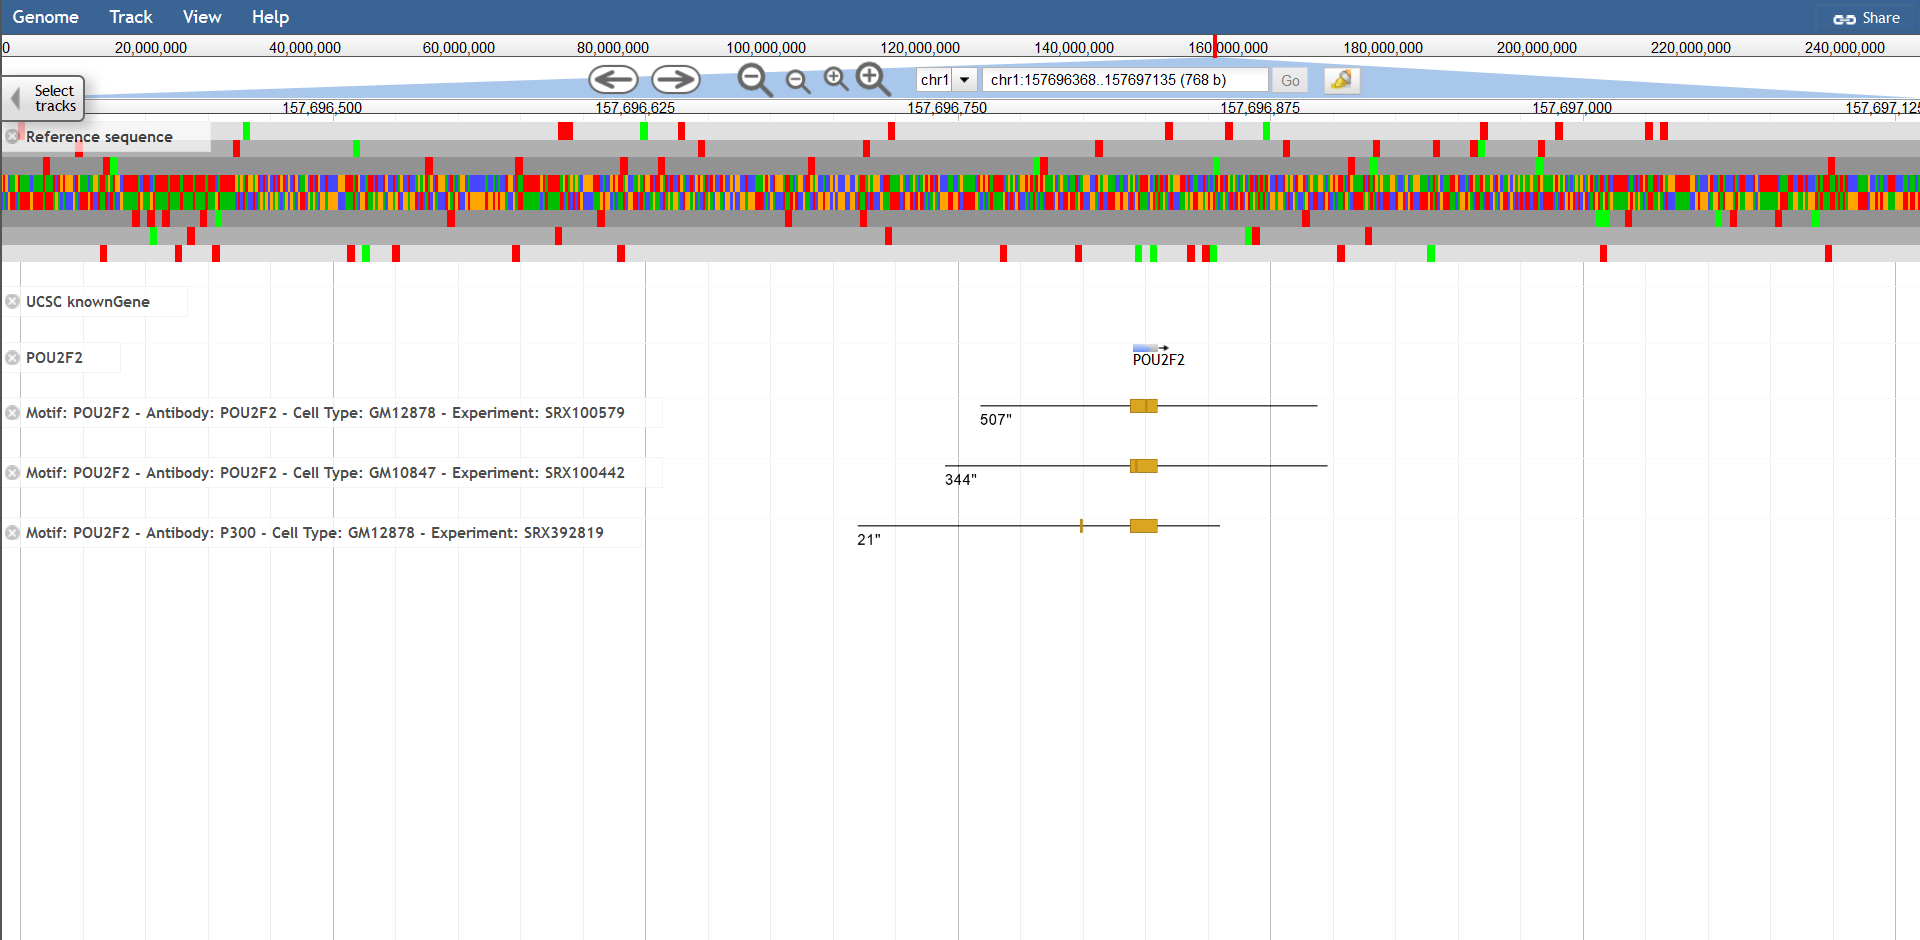 Genome Track View Help Share
0 20,000,000 40,000,000 60,000,000 80,000,000 100,000,000 120,000,000 140,000,000 160,000,000 180,000,000 200,000,000 220,000,000 240,000,000
Select
tracks
chr1 chr1:157696368..157697135 (768 b) Go
157,696,500 157,696,625 157,696,750 157,696,875 157,697,000 157,697,125
Reference sequence
UCSC knownGene
POU2F2
POU2F2
Motif: POU2F2 - Antibody: POU2F2 - Cell Type: GM12878 - Experiment: SRX100579
507"
Motif: POU2F2 - Antibody: POU2F2 - Cell Type: GM10847 - Experiment: SRX100442
344"
Motif: POU2F2 - Antibody: P300 - Cell Type: GM12878 - Experiment: SRX392819
21"